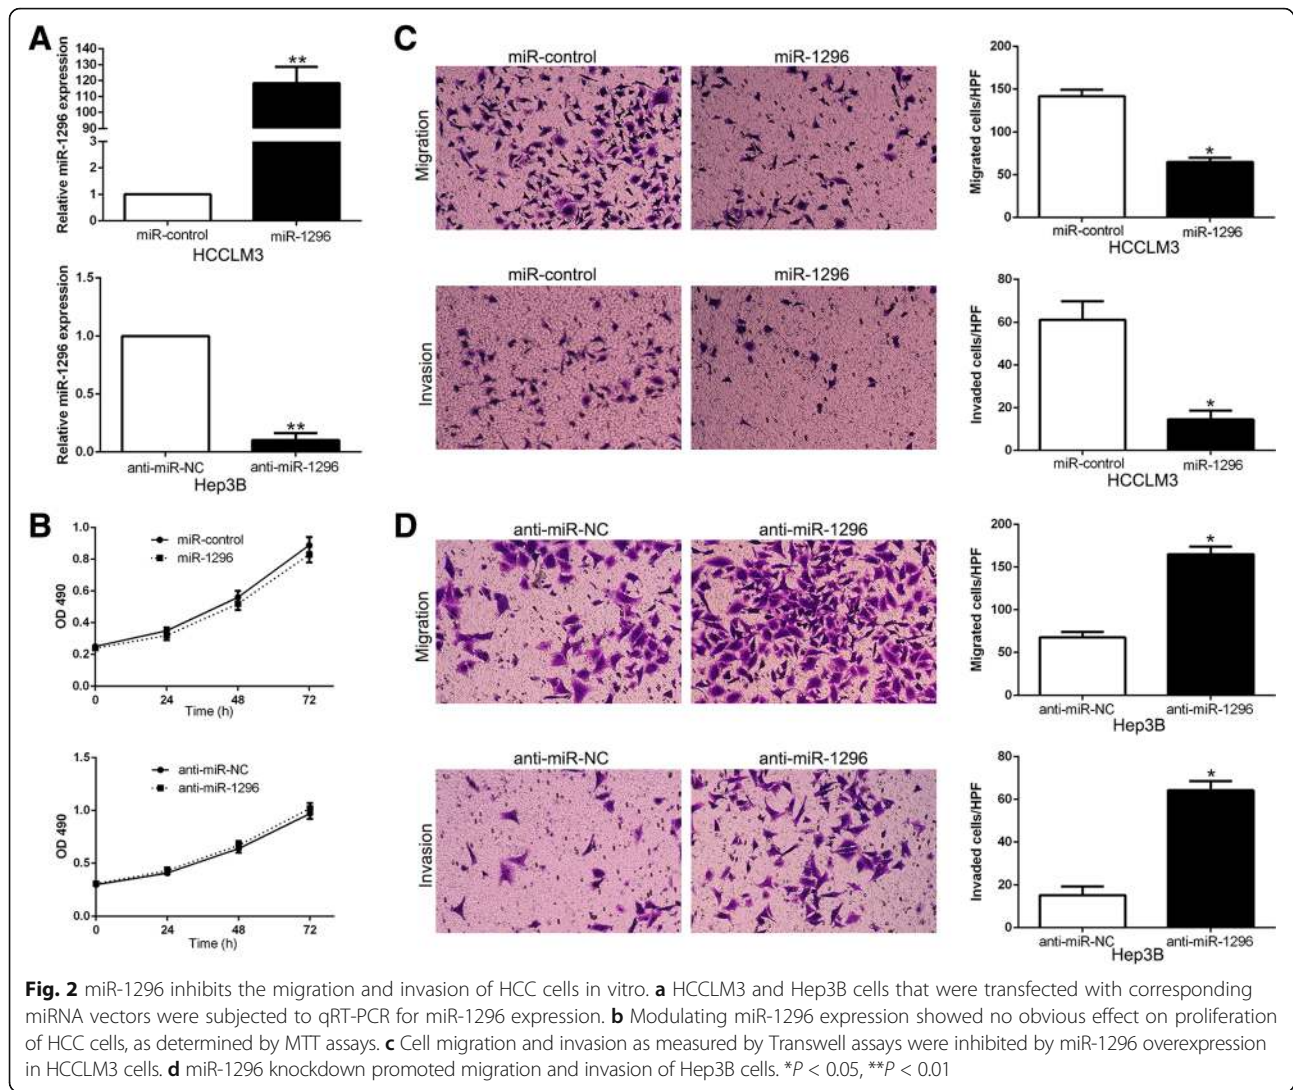 A
Relative miR-1296 expression
140
130
120
110
100
90
3
2
1
0
**
miR-control
miR-1296
HCCLM3
Relative miR-1296 expression
1.5
1.0
0.5
0.0
**
anti-miR-NC
anti-miR-1296
Hep3B
B
OD 490
1.0
0.8
0.6
0.4
0.2
0.0
miR-control
miR-1296
0
24
48
72
Time (h)
OD 490
1.5
1.0
0.5
0.0
anti-miR-NC
anti-miR-1296
0
24
48
72
Time (h)
C
miR-control
miR-1296
Migration
Migrated cells/HPF
200
150
100
50
0
*
miR-control
miR-1296
HCCLM3
miR-control
miR-1296
Invasion
Invaded cells/HPF
80
60
40
20
0
*
miR-control
miR-1296
HCCLM3
D
anti-miR-NC
anti-miR-1296
Migration
Migrated cells/HPF
200
150
100
50
0
*
anti-miR-NC
anti-miR-1296
Hep3B
anti-miR-NC
anti-miR-1296
Invasion
Invaded cells/HPF
80
60
40
20
0
*
anti-miR-NC
anti-miR-1296
Hep3B
Fig. 2 miR-1296 inhibits the migration and invasion of HCC cells in vitro. a HCCLM3 and Hep3B cells that were transfected with corresponding
miRNA vectors were subjected to qRT-PCR for miR-1296 expression. b Modulating miR-1296 expression showed no obvious effect on proliferation
of HCC cells, as determined by MTT assays. c Cell migration and invasion as measured by Transwell assays were inhibited by miR-1296 overexpression
in HCCLM3 cells. d miR-1296 knockdown promoted migration and invasion of Hep3B cells. *P < 0.05, **P < 0.01